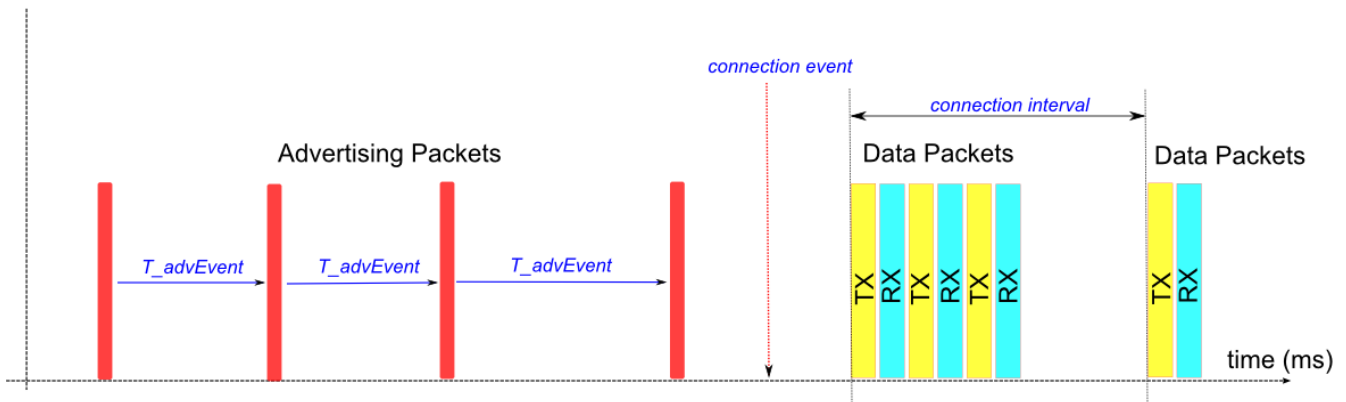 connection event
connection interval
Advertising Packets
Data Packets
Data Packets
T_advEvent
T_advEvent
T_advEvent
TX
RX
TX
RX
TX
RX
TX
RX
time (ms)